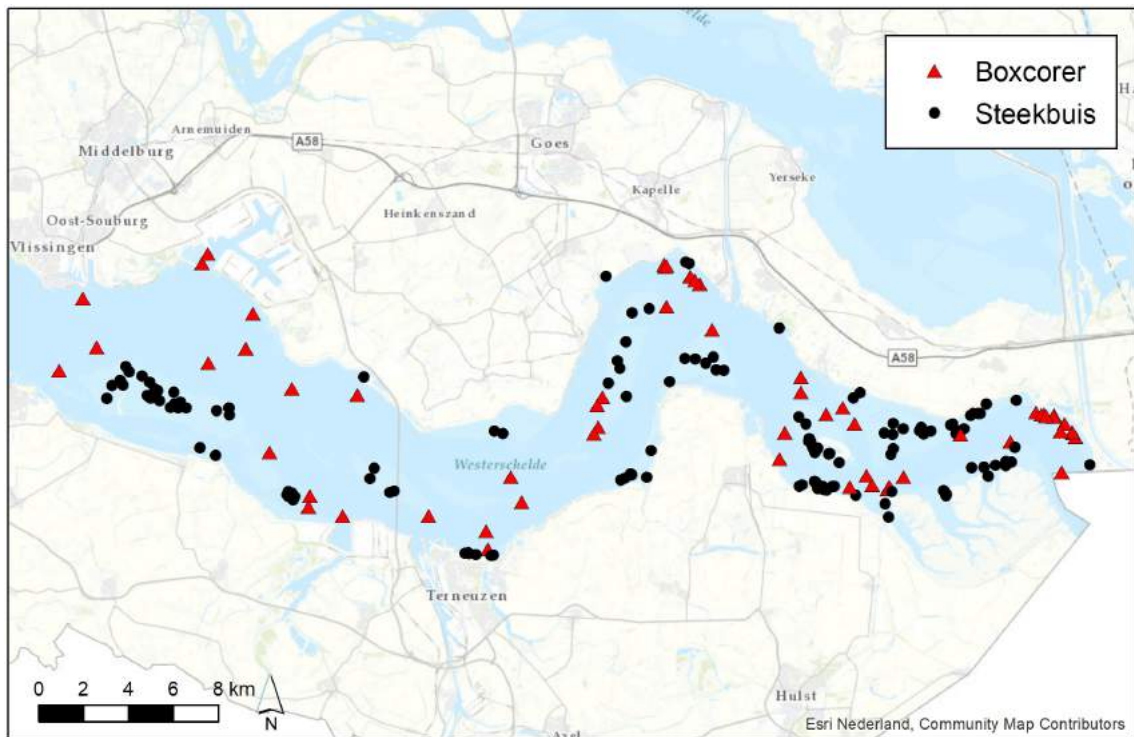 elde
Boxcorer
Steekbuis
Arnemuiden
A58
Middelburg
Goes
Kapelle
Yerseke
Oost-Souburg
Heinkenszand
Vlissingen
A58
Westerschelde
Terneuzen
0 2 4 6 8 km
N
Hulst
Axel
Esri Nederland, Community Map Contributors